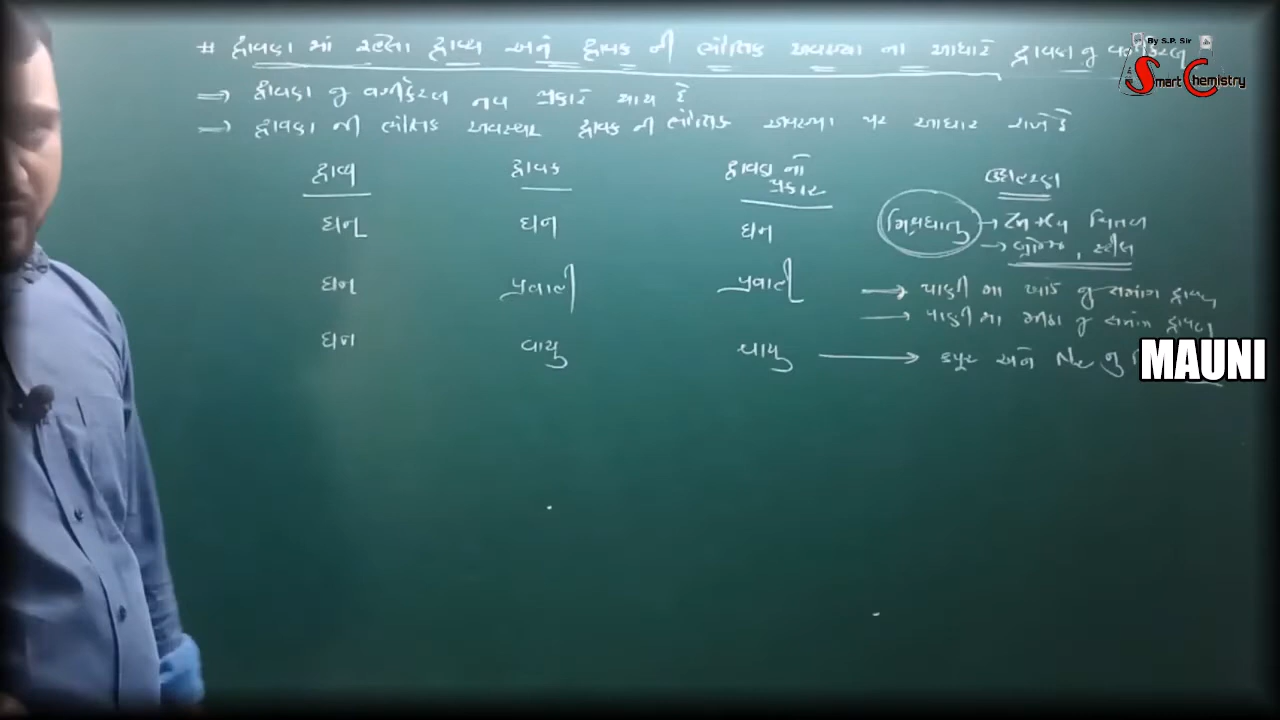 # દ્રાવણ માં રહેલા દ્રાવ્ય અને દ્રાવક ની ભૌતિક અવસ્થા ના આધારે દ્રાવણ નુ વર્ગીકરણ
By S.P. Sir
Smart Chemistry
⇒ દ્રાવણ નુ વર્ગીકરણ નવ પ્રકારે થાય છે
⇒ દ્રાવણ ની ભૌતિક અવસ્થા દ્રાવક ની ભૌતિક અવસ્થા પર આધાર રાખે છે
દ્રાવ્ય દ્રાવક દ્રાવણ નો પ્રકાર ઉદાહરણ
ઘન ઘન ઘન મિશ્રધાતુ → Zn + Cu પિતળ
→ બ્રોન્ઝ, સ્ટીલ
ઘન પ્રવાહી પ્રવાહી → પાણી મા ખાંડ નુ સમાંગ દ્રાવણ
→ પાણી મા મીઠા નુ સમાંગ દ્રાવણ
ઘન વાયુ વાયુ → કપૂર અને N₂ નુ
MAUNI